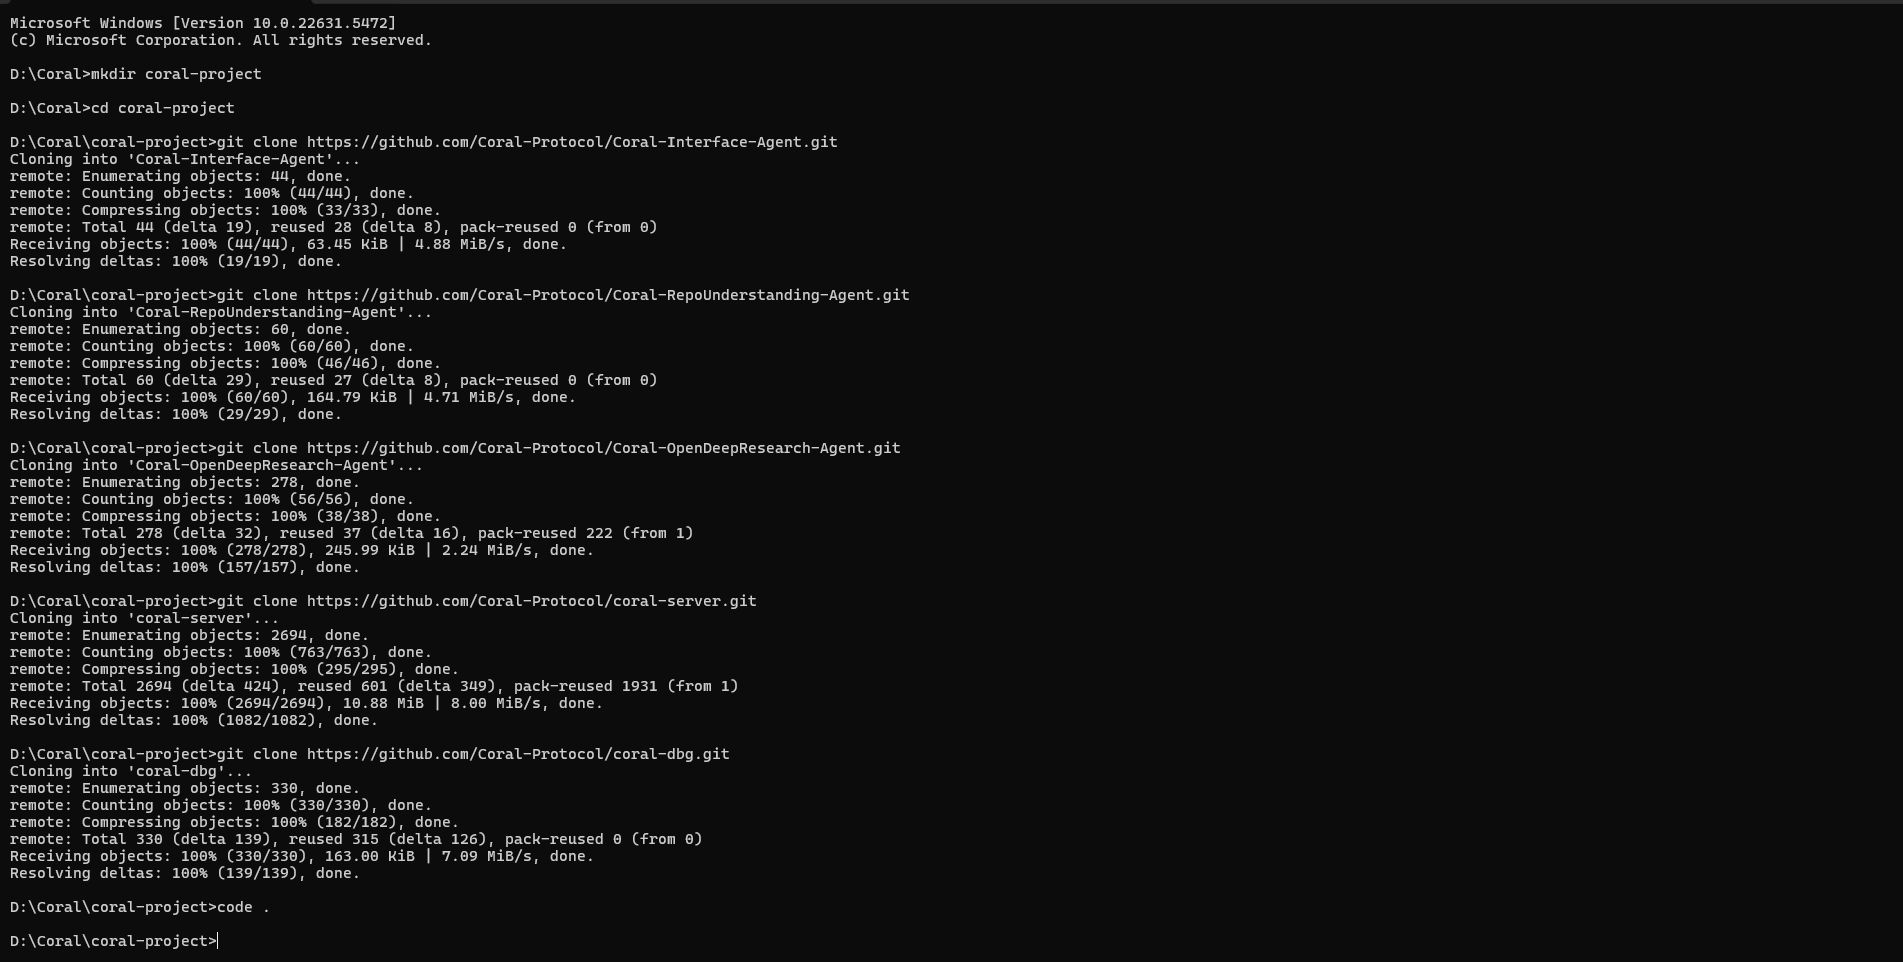 Microsoft Windows [Version 10.0.22631.5472]
(c) Microsoft Corporation. All rights reserved.
D:\Coral>mkdir coral-project
D:\Coral>cd coral-project
D:\Coral\coral-project>git clone https://github.com/Coral-Protocol/Coral-Interface-Agent.git
Cloning into 'Coral-Interface-Agent'...
remote: Enumerating objects: 44, done.
remote: Counting objects: 100% (44/44), done.
remote: Compressing objects: 100% (33/33), done.
remote: Total 44 (delta 19), reused 28 (delta 8), pack-reused 0 (from 0)
Receiving objects: 100% (44/44), 63.45 KiB | 4.88 MiB/s, done.
Resolving deltas: 100% (19/19), done.
D:\Coral\coral-project>git clone https://github.com/Coral-Protocol/Coral-RepoUnderstanding-Agent.git
Cloning into 'Coral-RepoUnderstanding-Agent'...
remote: Enumerating objects: 60, done.
remote: Counting objects: 100% (60/60), done.
remote: Compressing objects: 100% (46/46), done.
remote: Total 60 (delta 29), reused 27 (delta 8), pack-reused 0 (from 0)
Receiving objects: 100% (60/60), 164.79 KiB | 4.71 MiB/s, done.
Resolving deltas: 100% (29/29), done.
D:\Coral\coral-project>git clone https://github.com/Coral-Protocol/Coral-OpenDeepResearch-Agent.git
Cloning into 'Coral-OpenDeepResearch-Agent'...
remote: Enumerating objects: 278, done.
remote: Counting objects: 100% (56/56), done.
remote: Compressing objects: 100% (38/38), done.
remote: Total 278 (delta 32), reused 37 (delta 16), pack-reused 222 (from 1)
Receiving objects: 100% (278/278), 245.99 KiB | 2.24 MiB/s, done.
Resolving deltas: 100% (157/157), done.
D:\Coral\coral-project>git clone https://github.com/Coral-Protocol/coral-server.git
Cloning into 'coral-server'...
remote: Enumerating objects: 2694, done.
remote: Counting objects: 100% (763/763), done.
remote: Compressing objects: 100% (295/295), done.
remote: Total 2694 (delta 424), reused 601 (delta 349), pack-reused 1931 (from 1)
Receiving objects: 100% (2694/2694), 10.88 MiB | 8.00 MiB/s, done.
Resolving deltas: 100% (1082/1082), done.
D:\Coral\coral-project>git clone https://github.com/Coral-Protocol/coral-dbg.git
Cloning into 'coral-dbg'...
remote: Enumerating objects: 330, done.
remote: Counting objects: 100% (330/330), done.
remote: Compressing objects: 100% (182/182), done.
remote: Total 330 (delta 139), reused 315 (delta 126), pack-reused 0 (from 0)
Receiving objects: 100% (330/330), 163.00 KiB | 7.09 MiB/s, done.
Resolving deltas: 100% (139/139), done.
D:\Coral\coral-project>code .
D:\Coral\coral-project>